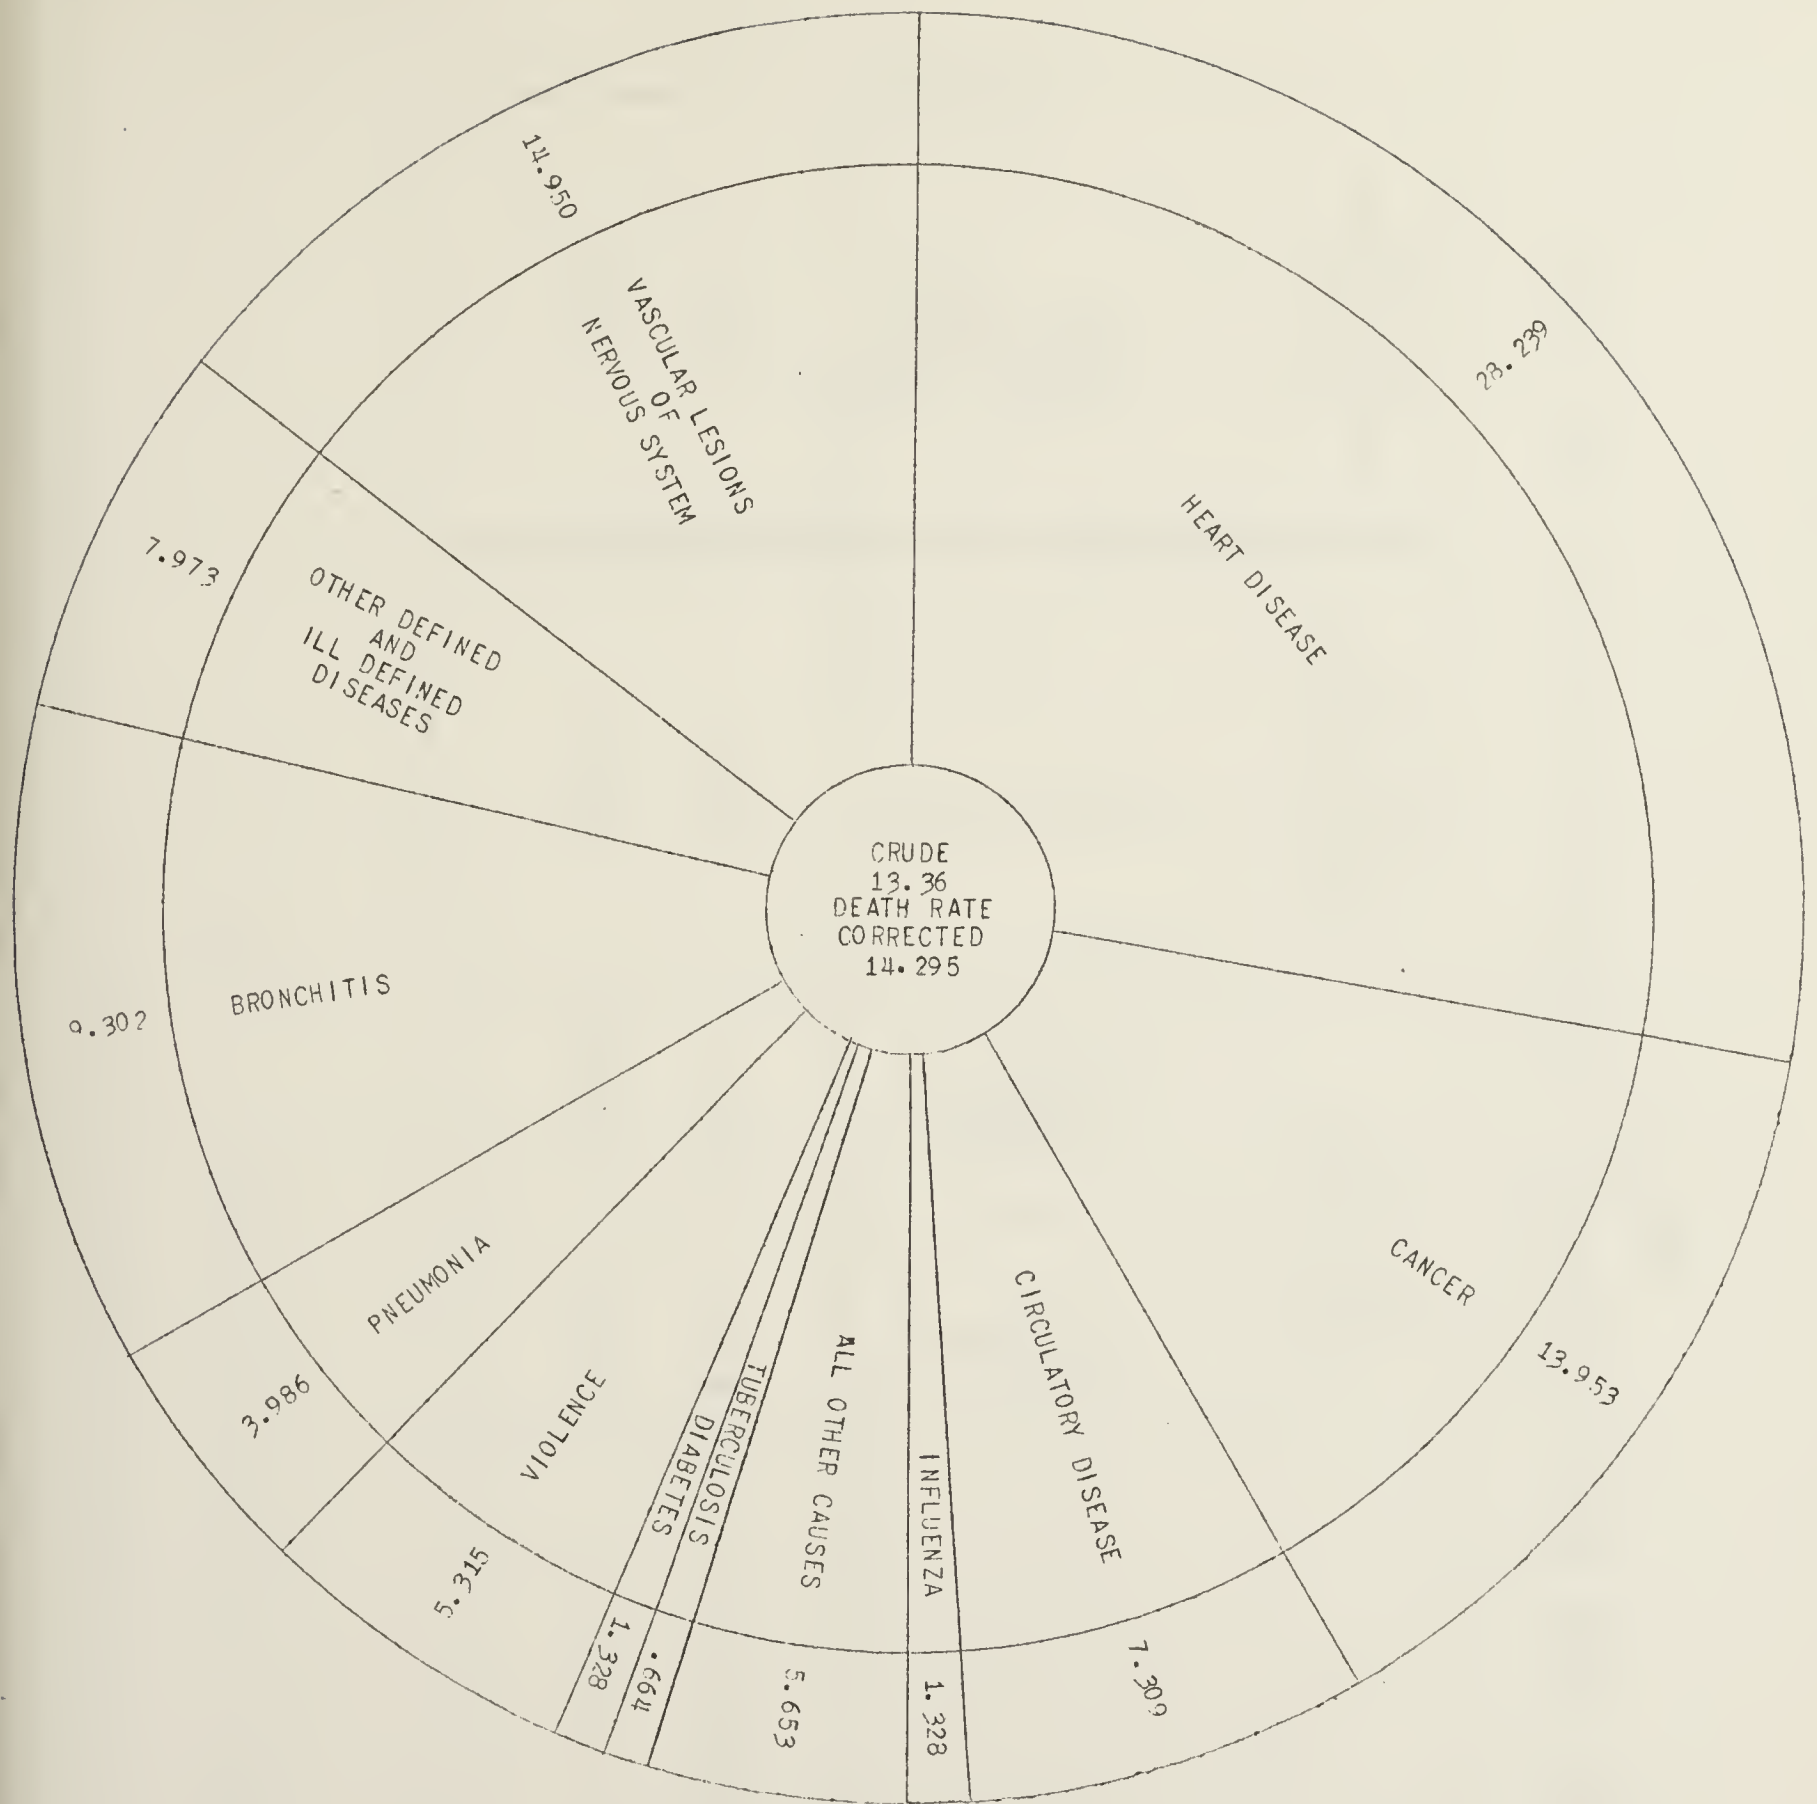 CRUDE
13.36
DEATH RATE
CORRECTED
14.295
HEART DISEASE
28.239
CANCER
13.953
CIRCULATORY DISEASE
7.309
INFLUENZA
1.328
ALL OTHER CAUSES
5.653
TUBERCULOSIS
.664
DIABETES
1.328
VIOLENCE
5.315
PNEUMONIA
3.986
BRONCHITIS
9.302
OTHER DEFINED
AND
ILL DEFINED
DISEASES
7.973
VASCULAR LESIONS
OF
NERVOUS SYSTEM
14.950